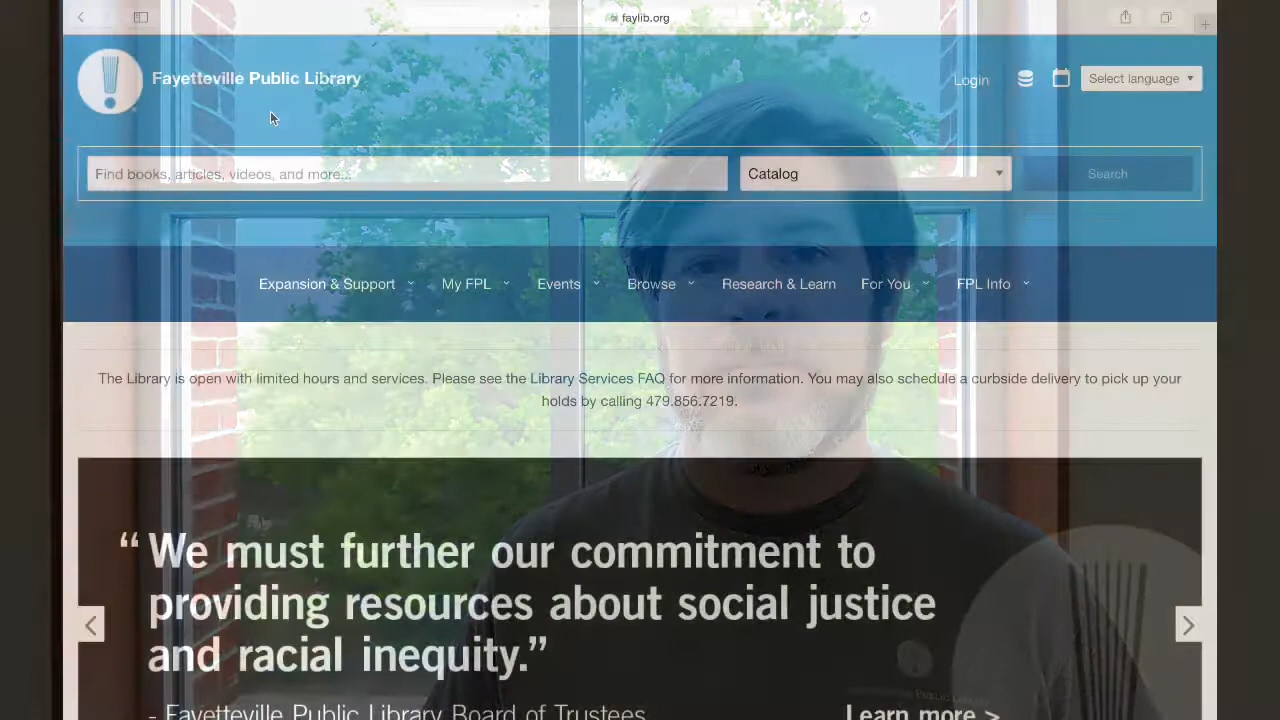 faylib.org
Fayetteville Public Library
Login
Select language
Find books, articles, videos, and more...
Catalog
Search
Expansion & Support
My FPL
Events
Browse
Research & Learn
For You
FPL Info
The Library is open with limited hours and services. Please see the Library Services FAQ for more information. You may also schedule a curbside delivery to pick up your
holds by calling 479.856.7219.
“We must further our commitment to
providing resources about social justice
and racial inequity.”
- Fayetteville Public Library Board of Trustees
Learn more >